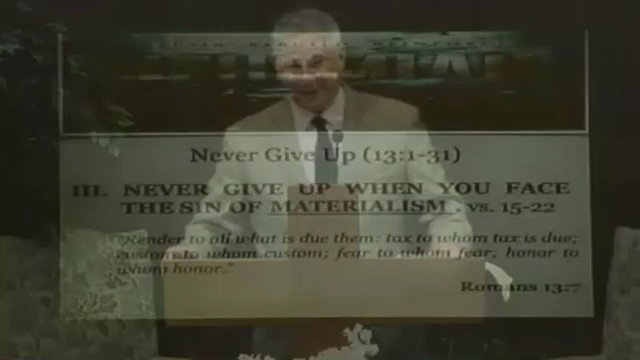 Never Give Up (13:1-31)
III. NEVER GIVE UP WHEN YOU FACE
THE SIN OF MATERIALISM . vs. 15-22
"Render to all what is due them: tax to whom tax is due;
custom to whom custom; fear to whom fear; honor to
whom honor."
Romans 13:7